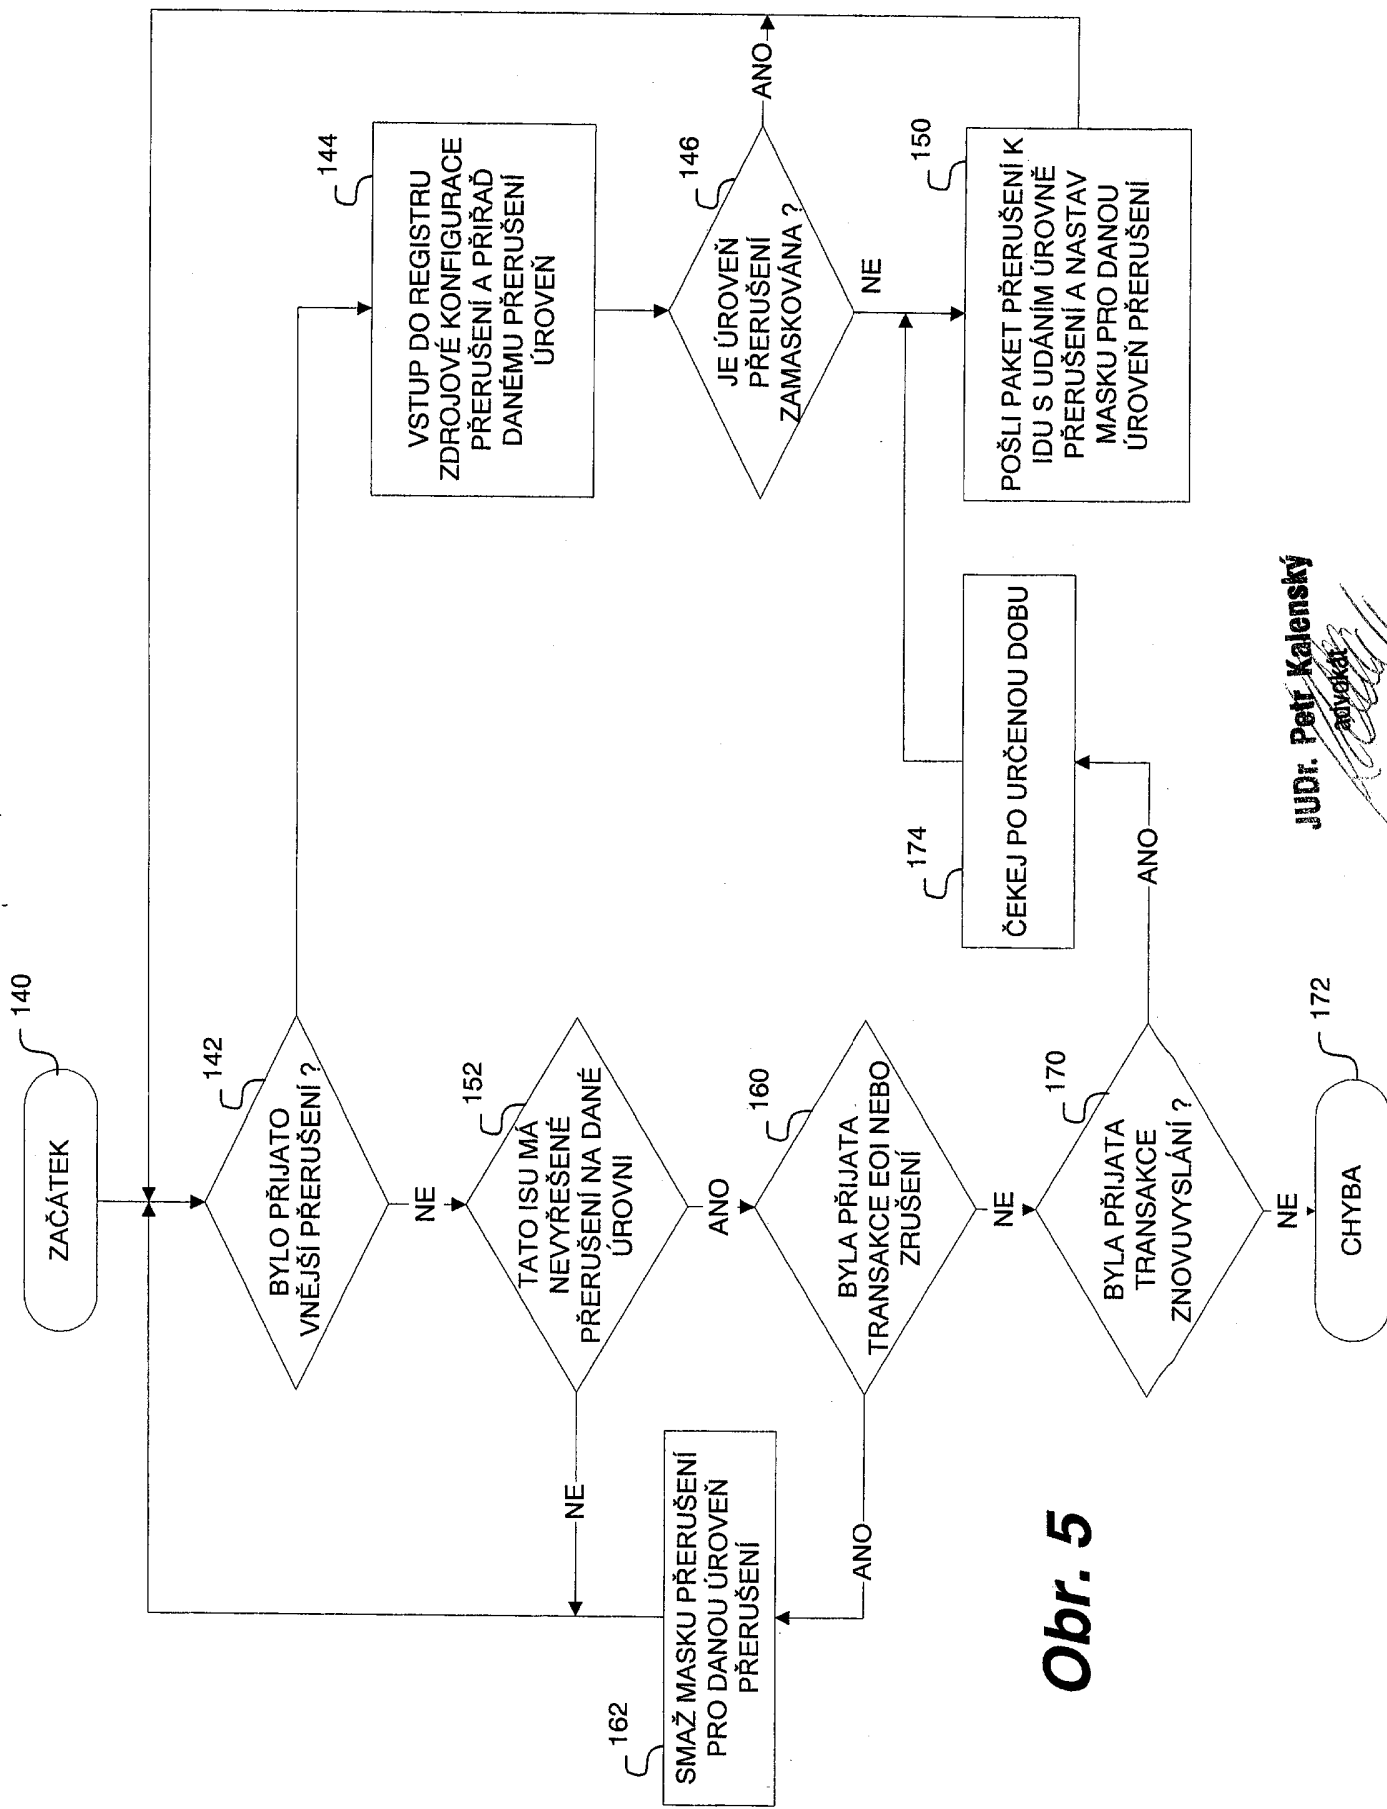 140
ZAČÁTEK
142
BYLO PŘIJATO
VNĚJŠÍ PŘERUŠENÍ ?
NE
144
VSTUP DO REGISTRU
ZDROJOVÉ KONFIGURACE
PŘERUŠENÍ A PŘIŘAĎ
DANÉMU PŘERUŠENÍ
ÚROVEŇ
152
TATO ISU MÁ
NEVYŘEŠENÉ
PŘERUŠENÍ NA DANÉ
ÚROVNI
NE
ANO
146
JE ÚROVEŇ
PŘERUŠENÍ
ZAMASKOVÁNA ?
ANO
NE
162
SMAŽ MASKU PŘERUŠENÍ
PRO DANOU ÚROVEŇ
PŘERUŠENÍ
160
BYLA PŘIJATA
TRANSAKCE EOI NEBO
ZRUŠENÍ
ANO
NE
174
ČEKEJ PO URČENOU DOBU
150
POŠLI PAKET PŘERUŠENÍ K
IDU S UDÁNÍM ÚROVNĚ
PŘERUŠENÍ A NASTAV
MASKU PRO DANOU
ÚROVEŇ PŘERUŠENÍ
170
BYLA PŘIJATA
TRANSAKCE
ZNOVUVYSLÁNÍ ?
ANO
NE
172
CHYBA
Obr. 5
JUDr. Petr Kalenský
advokát